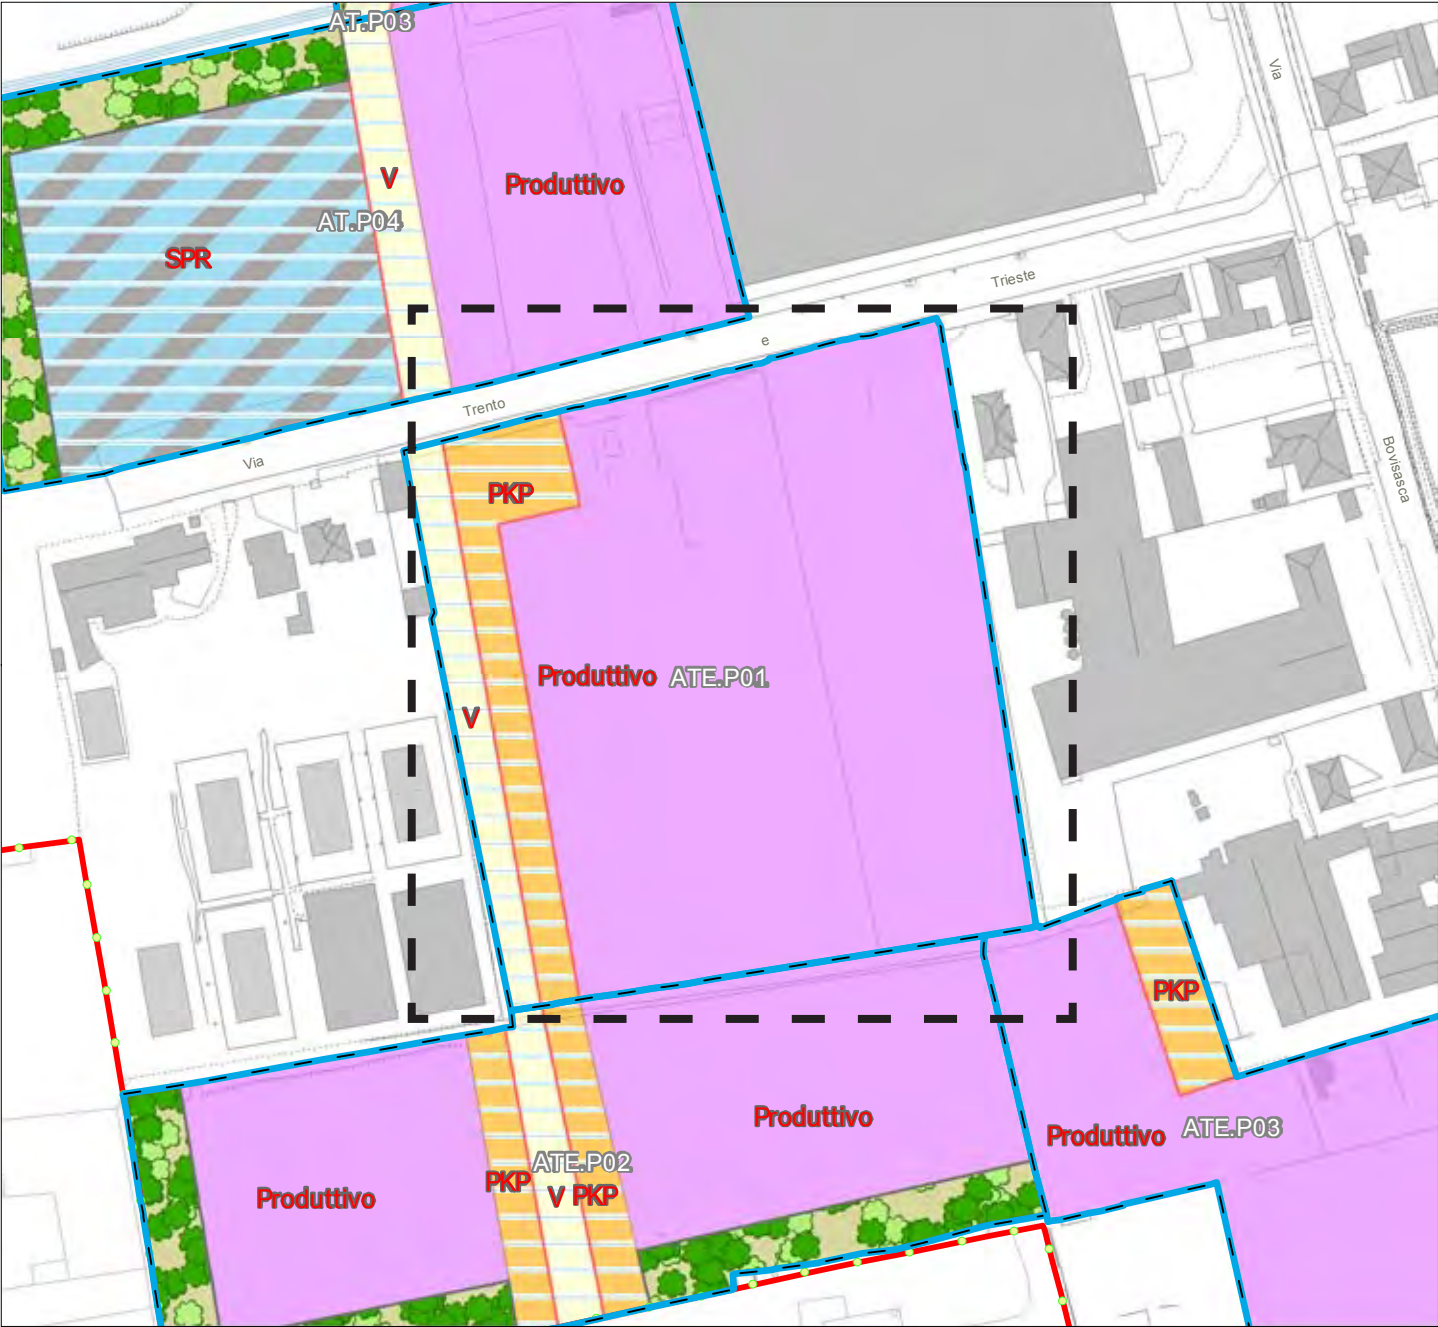 AT.P03
Via
V
Produttivo
AT.P04
SPR
Trieste
e
Trento
Via
Bovisasca
PKP
Produttivo
ATE.P01
V
PKP
Produttivo
ATE.P03
Produttivo
ATE.P02
PKP
V
PKP
Produttivo